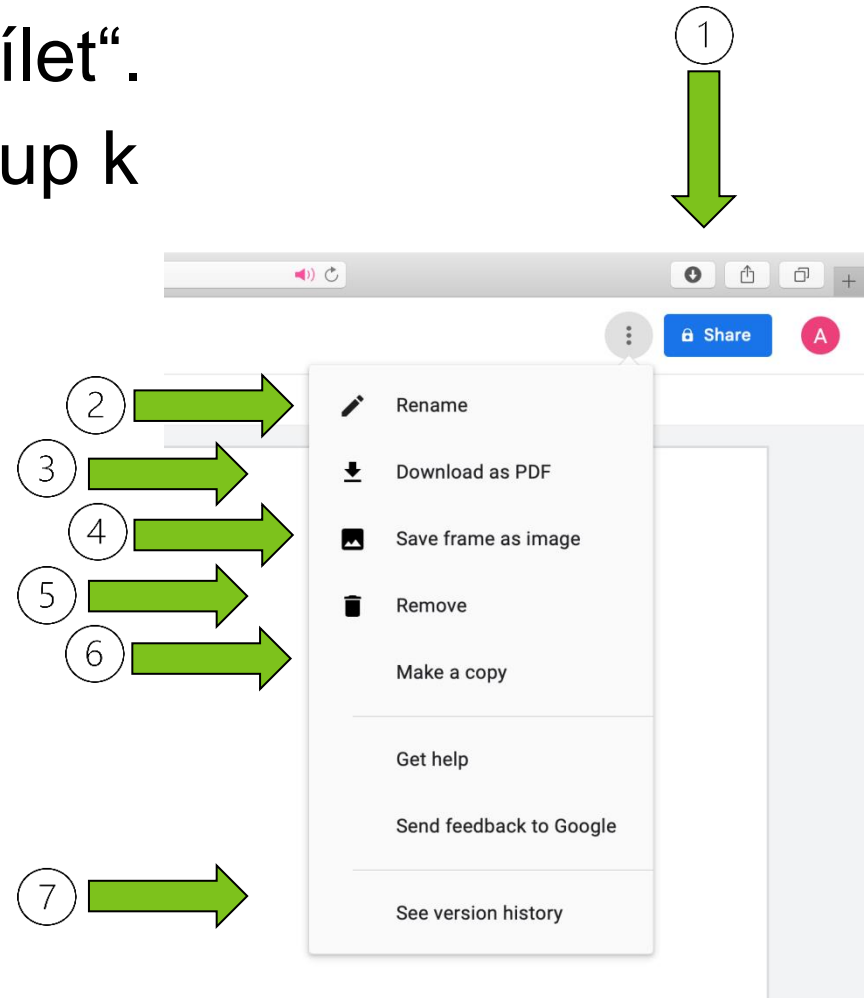 ílet“.
up k
1
Share
A
2
Rename
3
Download as PDF
4
Save frame as image
5
Remove
6
Make a copy
Get help
Send feedback to Google
7
See version history